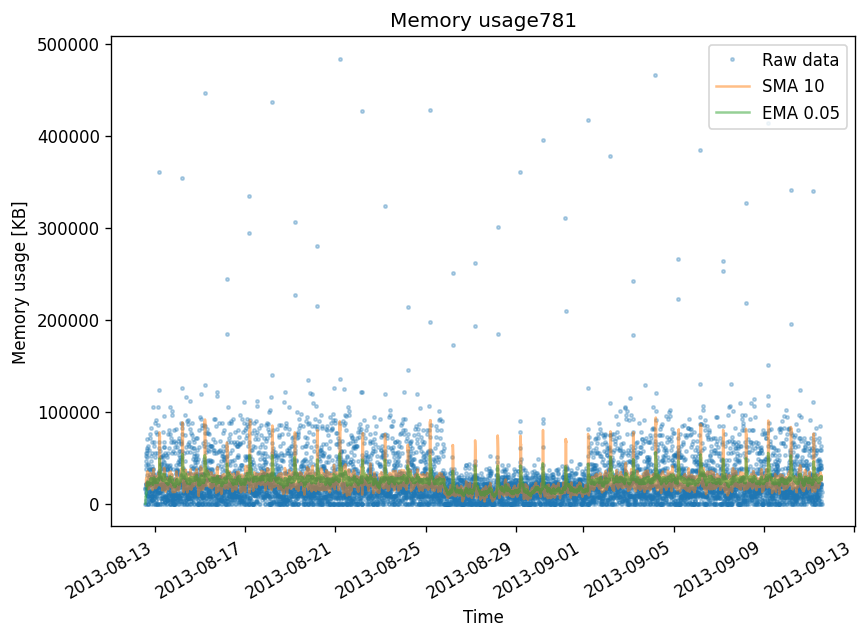 Memory usage781
500000
400000
300000
200000
100000
0
Memory usage [KB]
Raw data
SMA 10
EMA 0.05
2013-08-13
2013-08-17
2013-08-21
2013-08-25
2013-08-29
2013-09-01
2013-09-05
2013-09-09
2013-09-13
Time